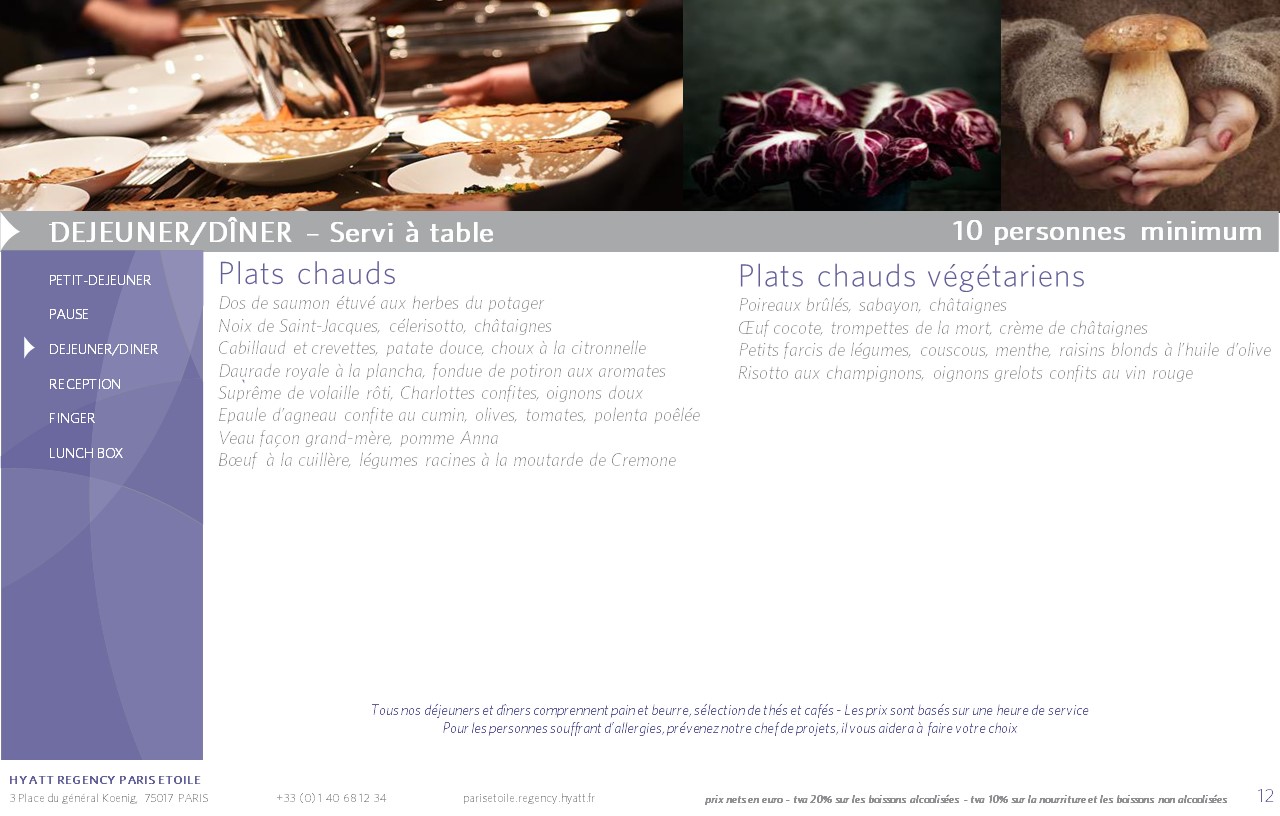 DEJEUNER/DÎNER – Servi à table
10 personnes minimum
PETIT-DEJEUNER
PAUSE
DEJEUNER/DINER
RECEPTION
FINGER
LUNCH BOX
Plats chauds
Dos de saumon étuvé aux herbes du potager
Noix de Saint-Jacques, célerisotto, châtaignes
Cabillaud et crevettes, patate douce, choux à la citronnelle
Daurade royale à la plancha, fondue de potiron aux aromates
Suprême de volaille rôti, Charlottes confites, oignons doux
Epaule d'agneau confite au cumin, olives, tomates, polenta poêlée
Veau façon grand-mère, pomme Anna
Bœuf à la cuillère, légumes racines à la moutarde de Cremone
Plats chauds végétariens
Poireaux brûlés, sabayon, châtaignes
Œuf cocote, trompettes de la mort, crème de châtaignes
Petits farcis de légumes, couscous, menthe, raisins blonds à l'huile d'olive
Risotto aux champignons, oignons grelots confits au vin rouge
Tous nos déjeuners et dîners comprennent pain et beurre, sélection de thés et cafés - Les prix sont basés sur une heure de service
Pour les personnes souffrant d'allergies, prévenez notre chef de projets, il vous aidera à faire votre choix
HYATT REGENCY PARIS ETOILE
3 Place du général Koenig, 75017 PARIS
+33 (0)1 40 68 12 34
parisetoile.regency.hyatt.fr
prix nets en euro – tva 20% sur les boissons alcoolisées – tva 10% sur la nourriture et les boissons non alcoolisées
12